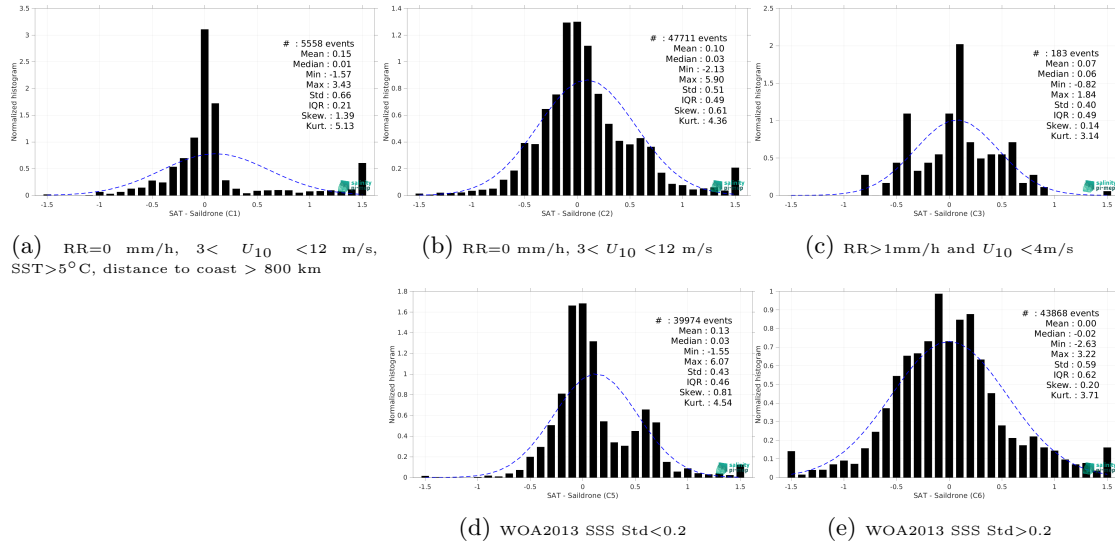 3.5
3
2.5
2
1.5
1
0.5
0
Normalized histogram
# : 5558 events
Mean : 0.15
Median : 0.01
Min : -1.57
Max : 3.43
Std : 0.66
IQR : 0.21
Skew. : 1.39
Kurt. : 5.13
salinity
pi-mep
-1.5 -1 -0.5 0 0.5 1 1.5
SAT - Saildrone (C1)
(a) RR=0 mm/h, 3< U10 <12 m/s,
SST>5°C, distance to coast > 800 km
1.4
1.2
1
0.8
0.6
0.4
0.2
0
Normalized histogram
# : 47711 events
Mean : 0.10
Median : 0.03
Min : -2.13
Max : 5.90
Std : 0.51
IQR : 0.49
Skew. : 0.61
Kurt. : 4.36
salinity
pi-mep
-1.5 -1 -0.5 0 0.5 1 1.5
SAT - Saildrone (C2)
(b) RR=0 mm/h, 3< U10 <12 m/s
2.5
2
1.5
1
0.5
0
Normalized histogram
# : 183 events
Mean : 0.07
Median : 0.06
Min : -0.82
Max : 1.84
Std : 0.40
IQR : 0.49
Skew. : 0.14
Kurt. : 3.14
salinity
pi-mep
-1.5 -1 -0.5 0 0.5 1 1.5
SAT - Saildrone (C3)
(c) RR>1mm/h and U10 <4m/s
1.8
1.6
1.4
1.2
1
0.8
0.6
0.4
0.2
0
Normalized histogram
# : 39974 events
Mean : 0.13
Median : 0.03
Min : -1.55
Max : 6.07
Std : 0.43
IQR : 0.46
Skew. : 0.81
Kurt. : 4.54
salinity
pi-mep
-1.5 -1 -0.5 0 0.5 1 1.5
SAT - Saildrone (C5)
(d) WOA2013 SSS Std<0.2
1
0.9
0.8
0.7
0.6
0.5
0.4
0.3
0.2
0.1
0
Normalized histogram
# : 43868 events
Mean : 0.00
Median : -0.02
Min : -2.63
Max : 3.22
Std : 0.59
IQR : 0.62
Skew. : 0.20
Kurt. : 3.71
salinity
pi-mep
-1.5 -1 -0.5 0 0.5 1 1.5
SAT - Saildrone (C6)
(e) WOA2013 SSS Std>0.2